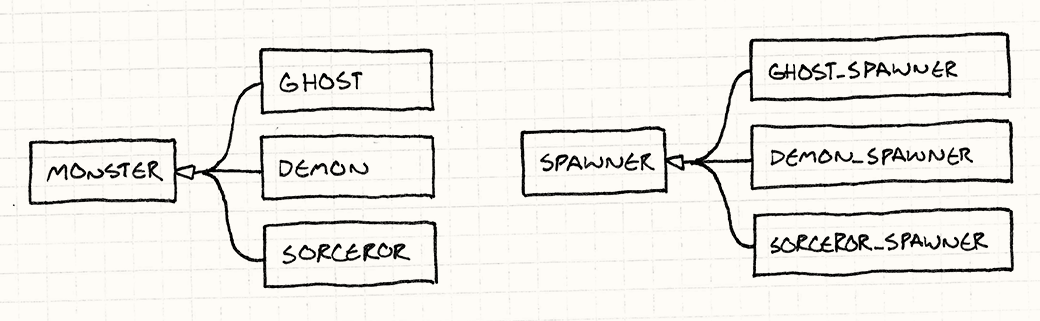 GHOST
MONSTER
DEMON
SORCEROR
GHOST_SPAWNER
SPAWNER
DEMON_SPAWNER
SORCEROR_SPAWNER